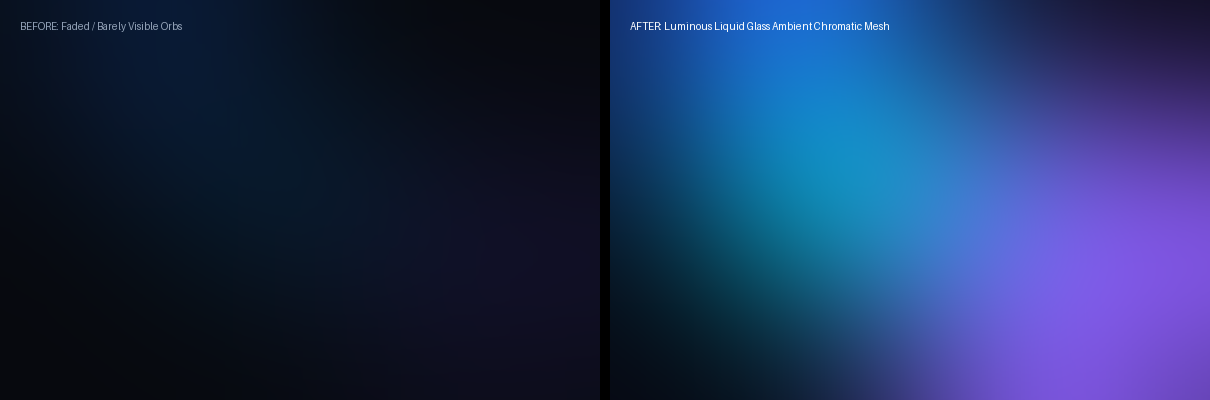 BEFORE: Faded / Barely Visible Orbs
AFTER: Luminous Liquid Glass Ambient Chromatic Mesh